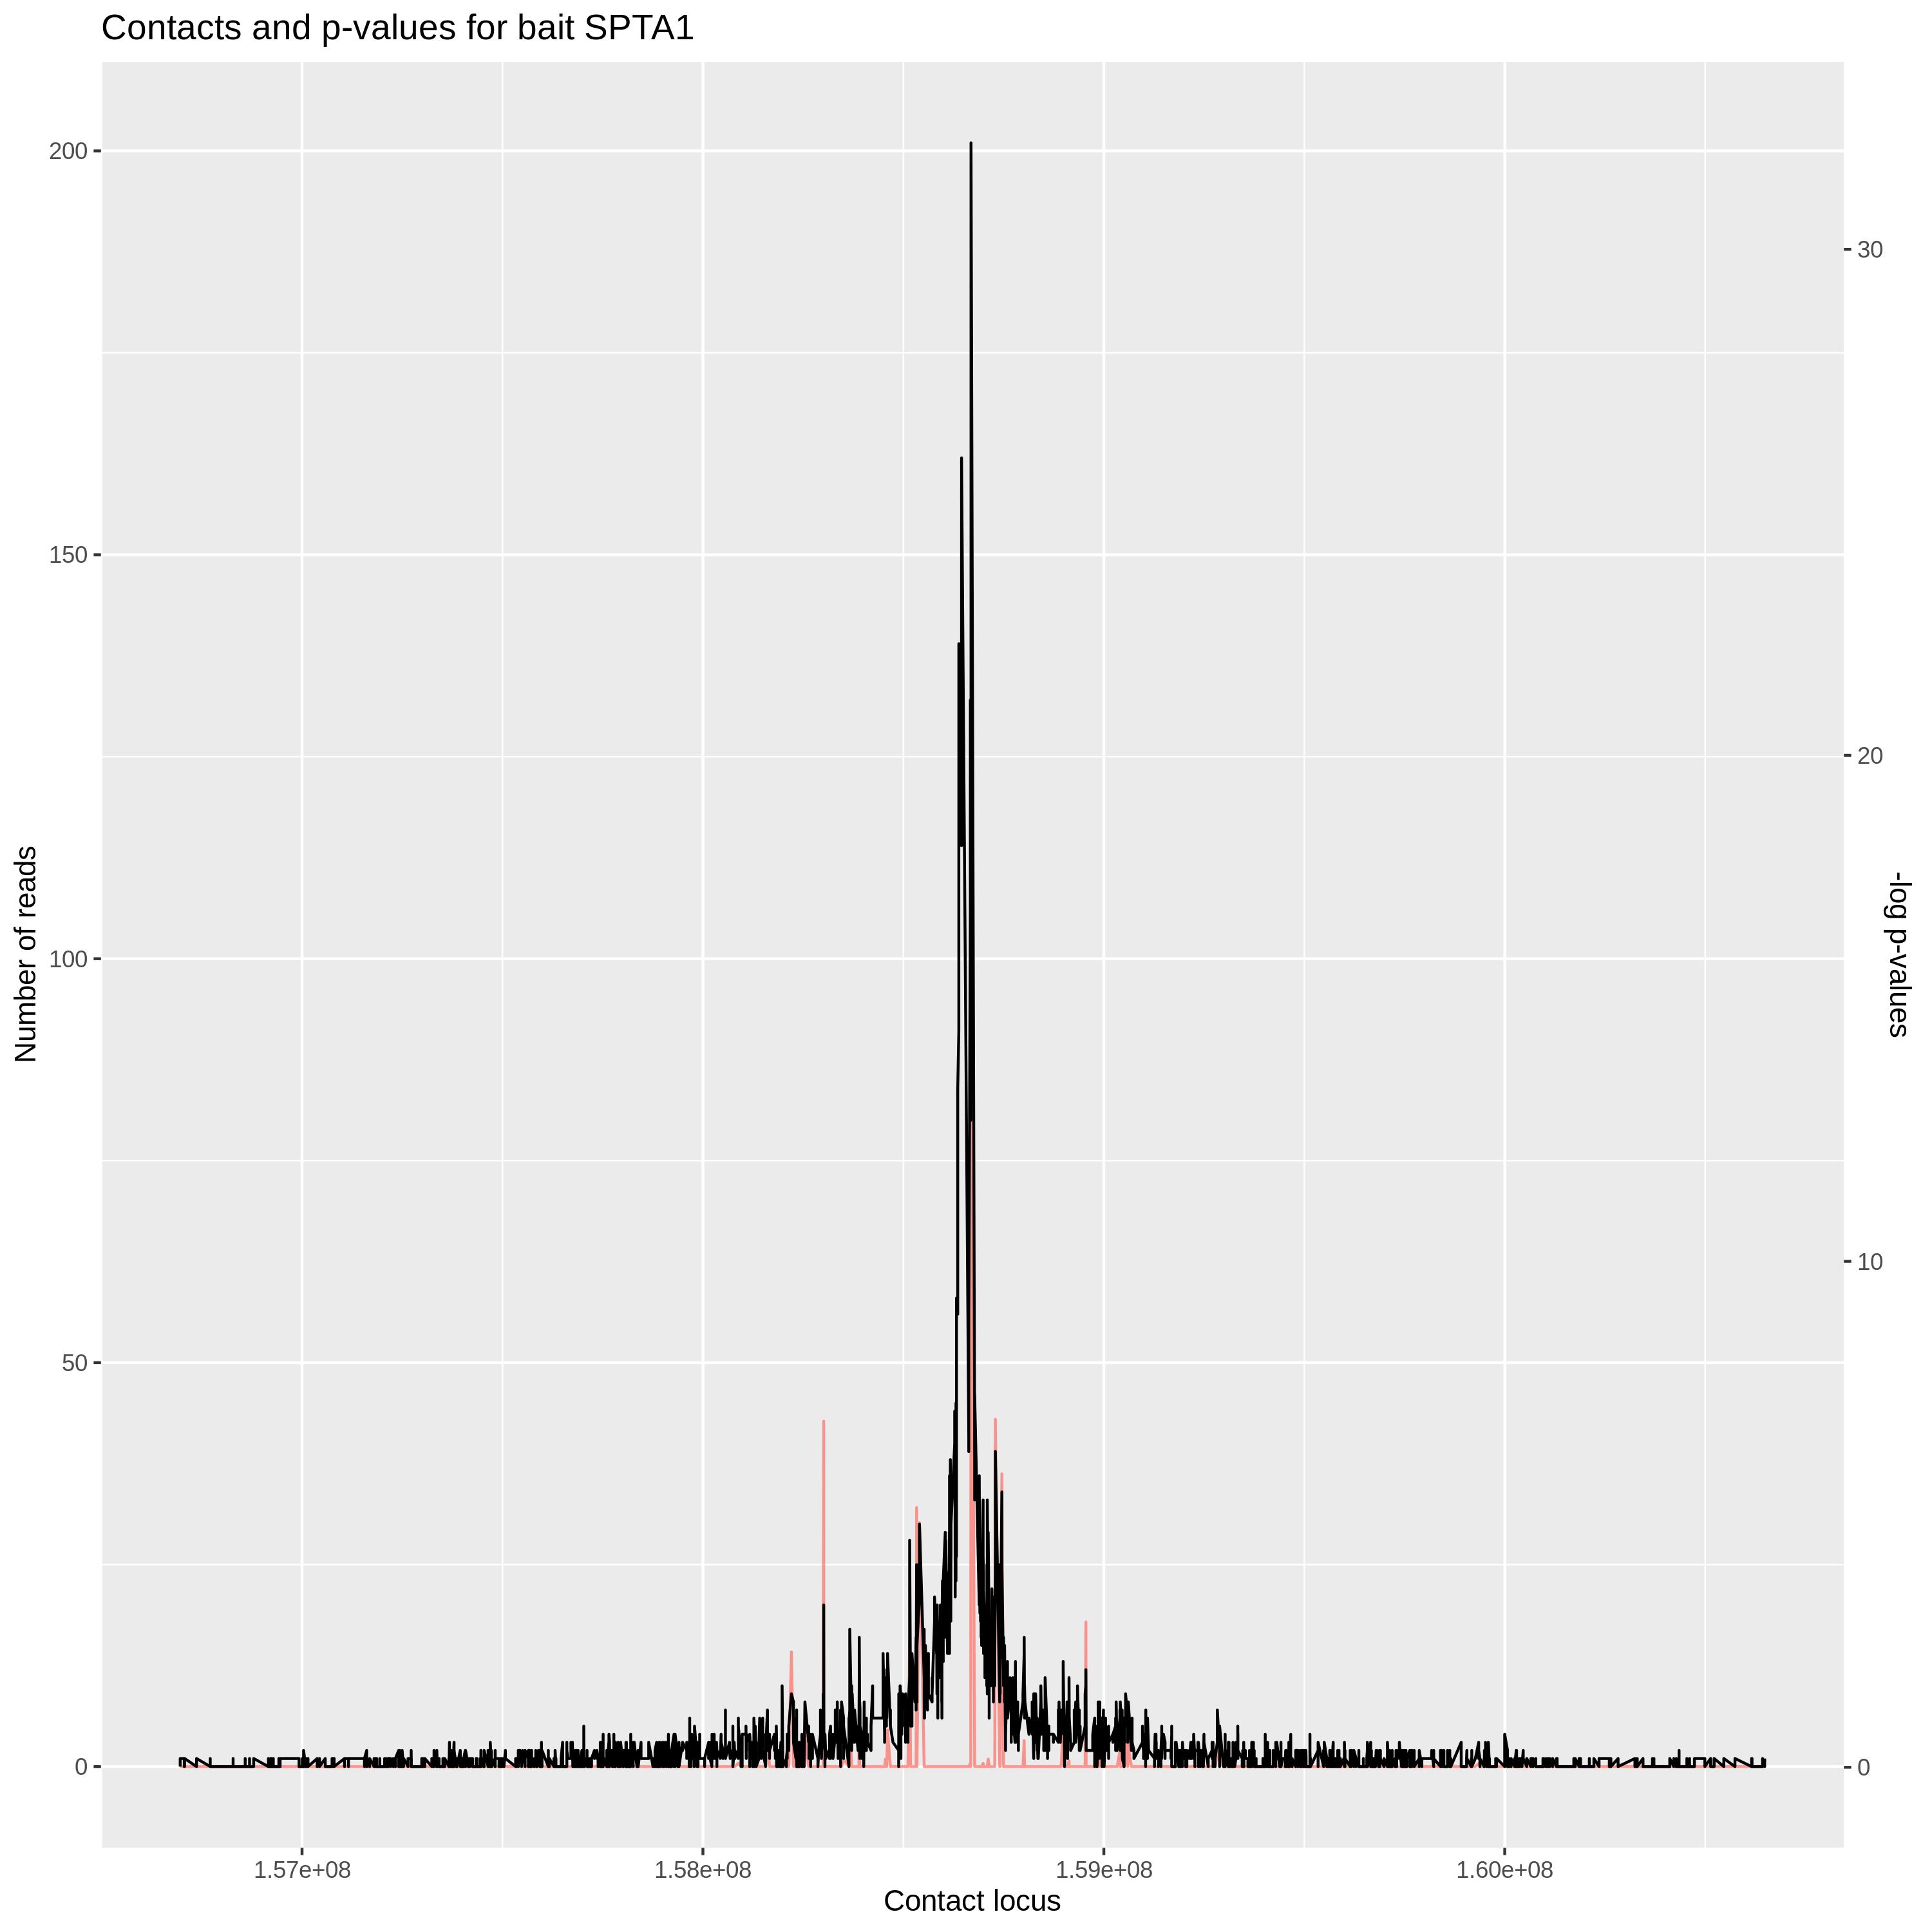 Contacts and p-values for bait SPTA1
200
150
100
50
0
Number of reads
30
20
10
0
-log p-values
1.57e+08
1.58e+08
1.59e+08
1.60e+08
Contact locus